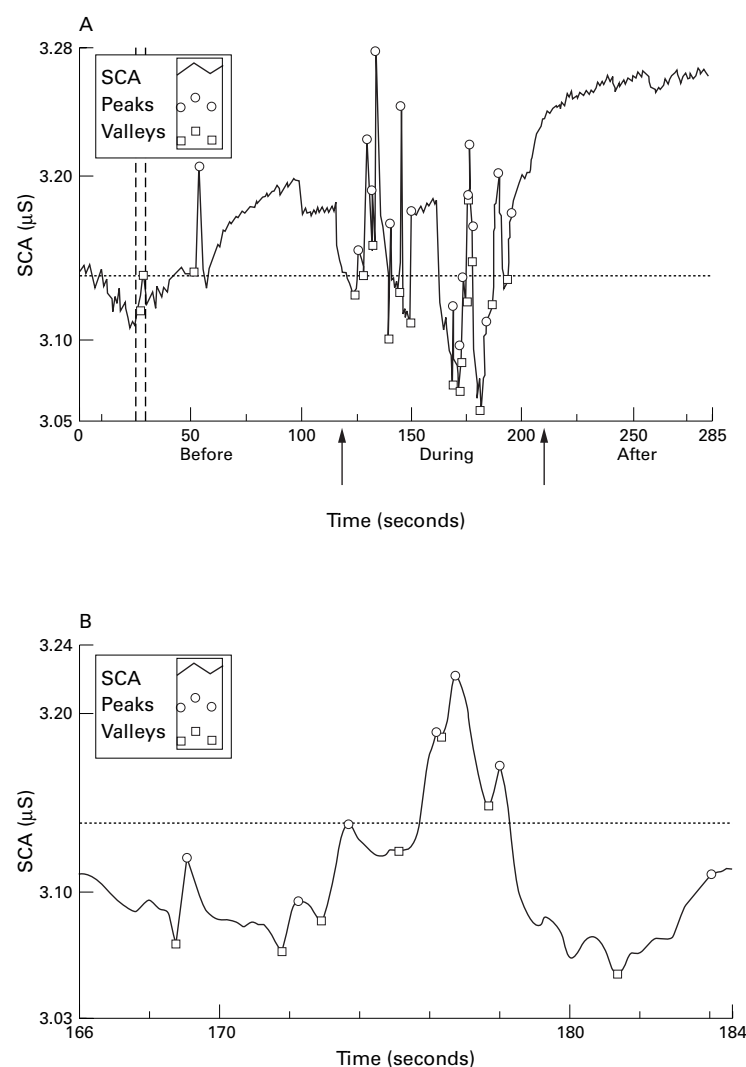 A
3.28
SCA
Peaks
Valleys
3.20
SCA (µS)
3.10
3.05
0 50 100 150 200 250 285
Before During After
Time (seconds)
B
3.24
SCA
Peaks
Valleys
3.20
SCA (µS)
3.10
3.03
166 170 180 184
Time (seconds)